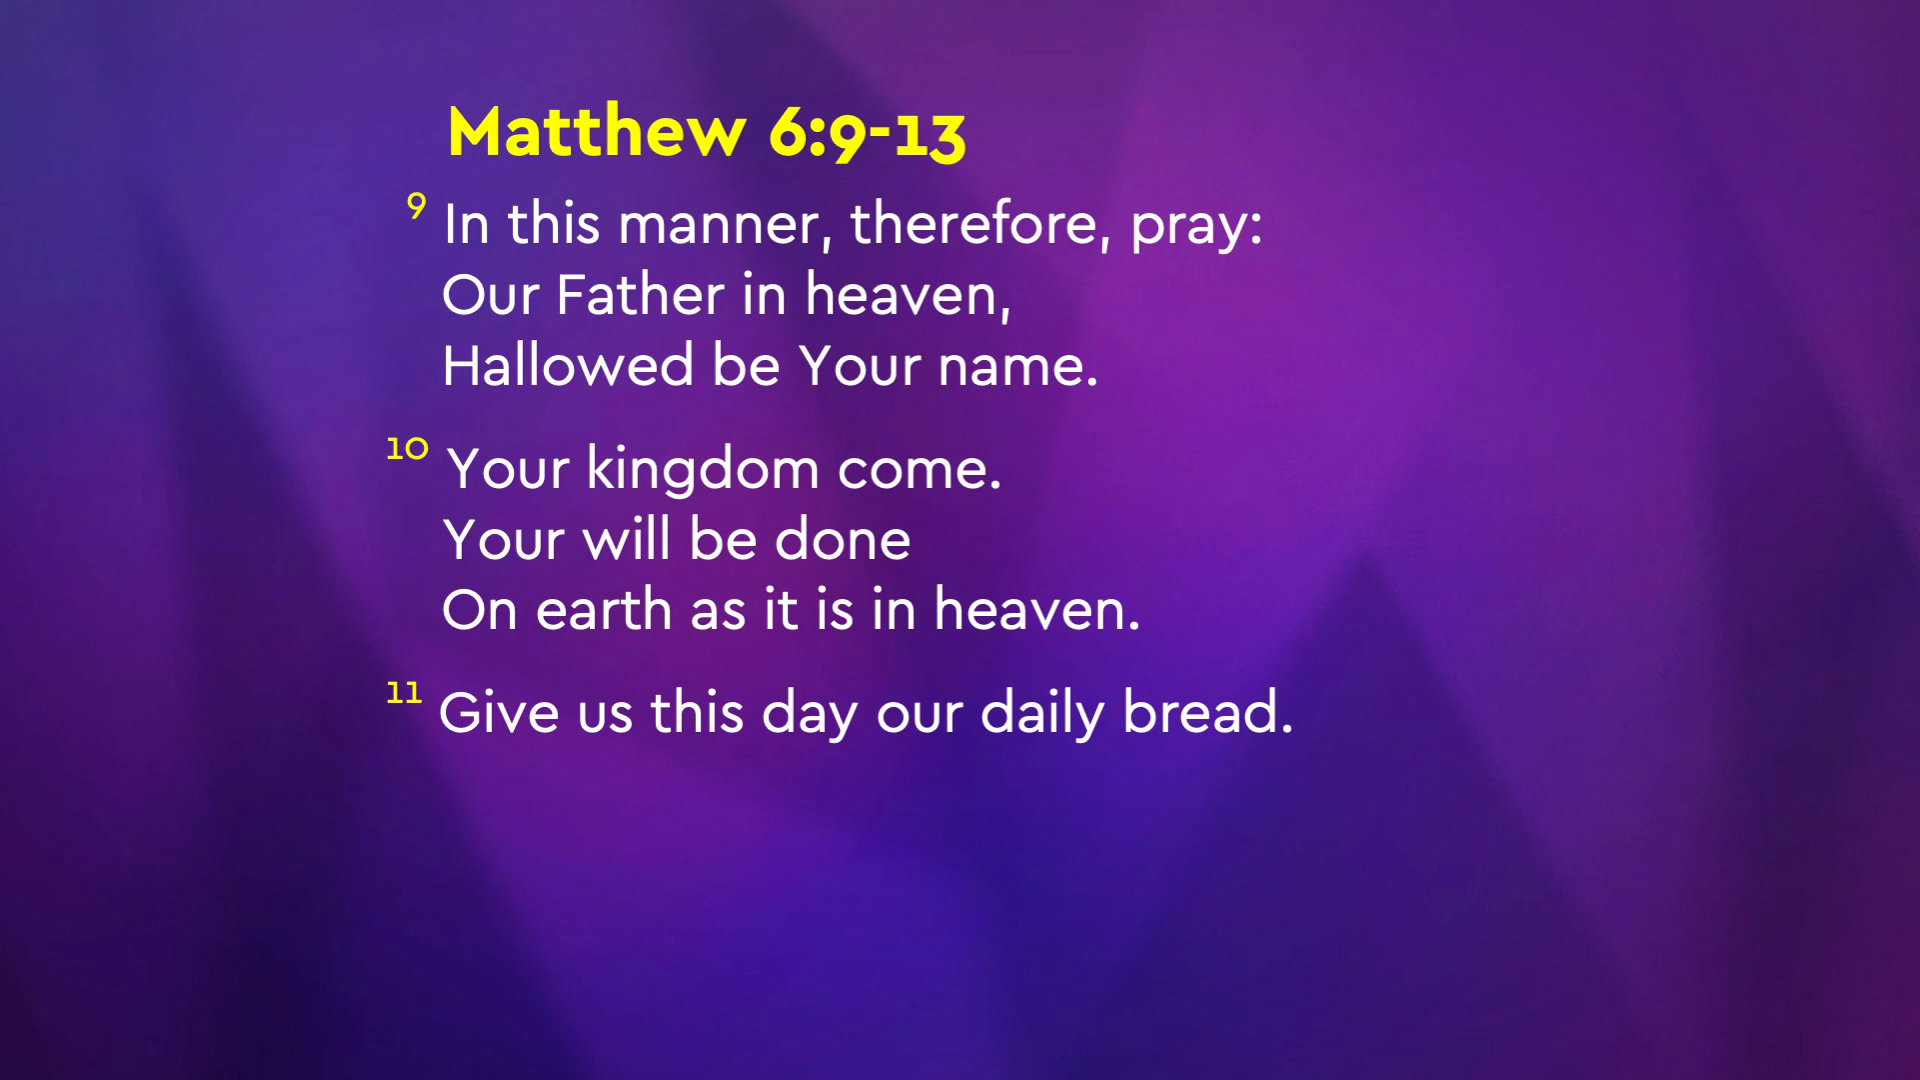 Matthew 6:9-13
9 In this manner, therefore, pray:
Our Father in heaven,
Hallowed be Your name.
10 Your kingdom come.
Your will be done
On earth as it is in heaven.
11 Give us this day our daily bread.